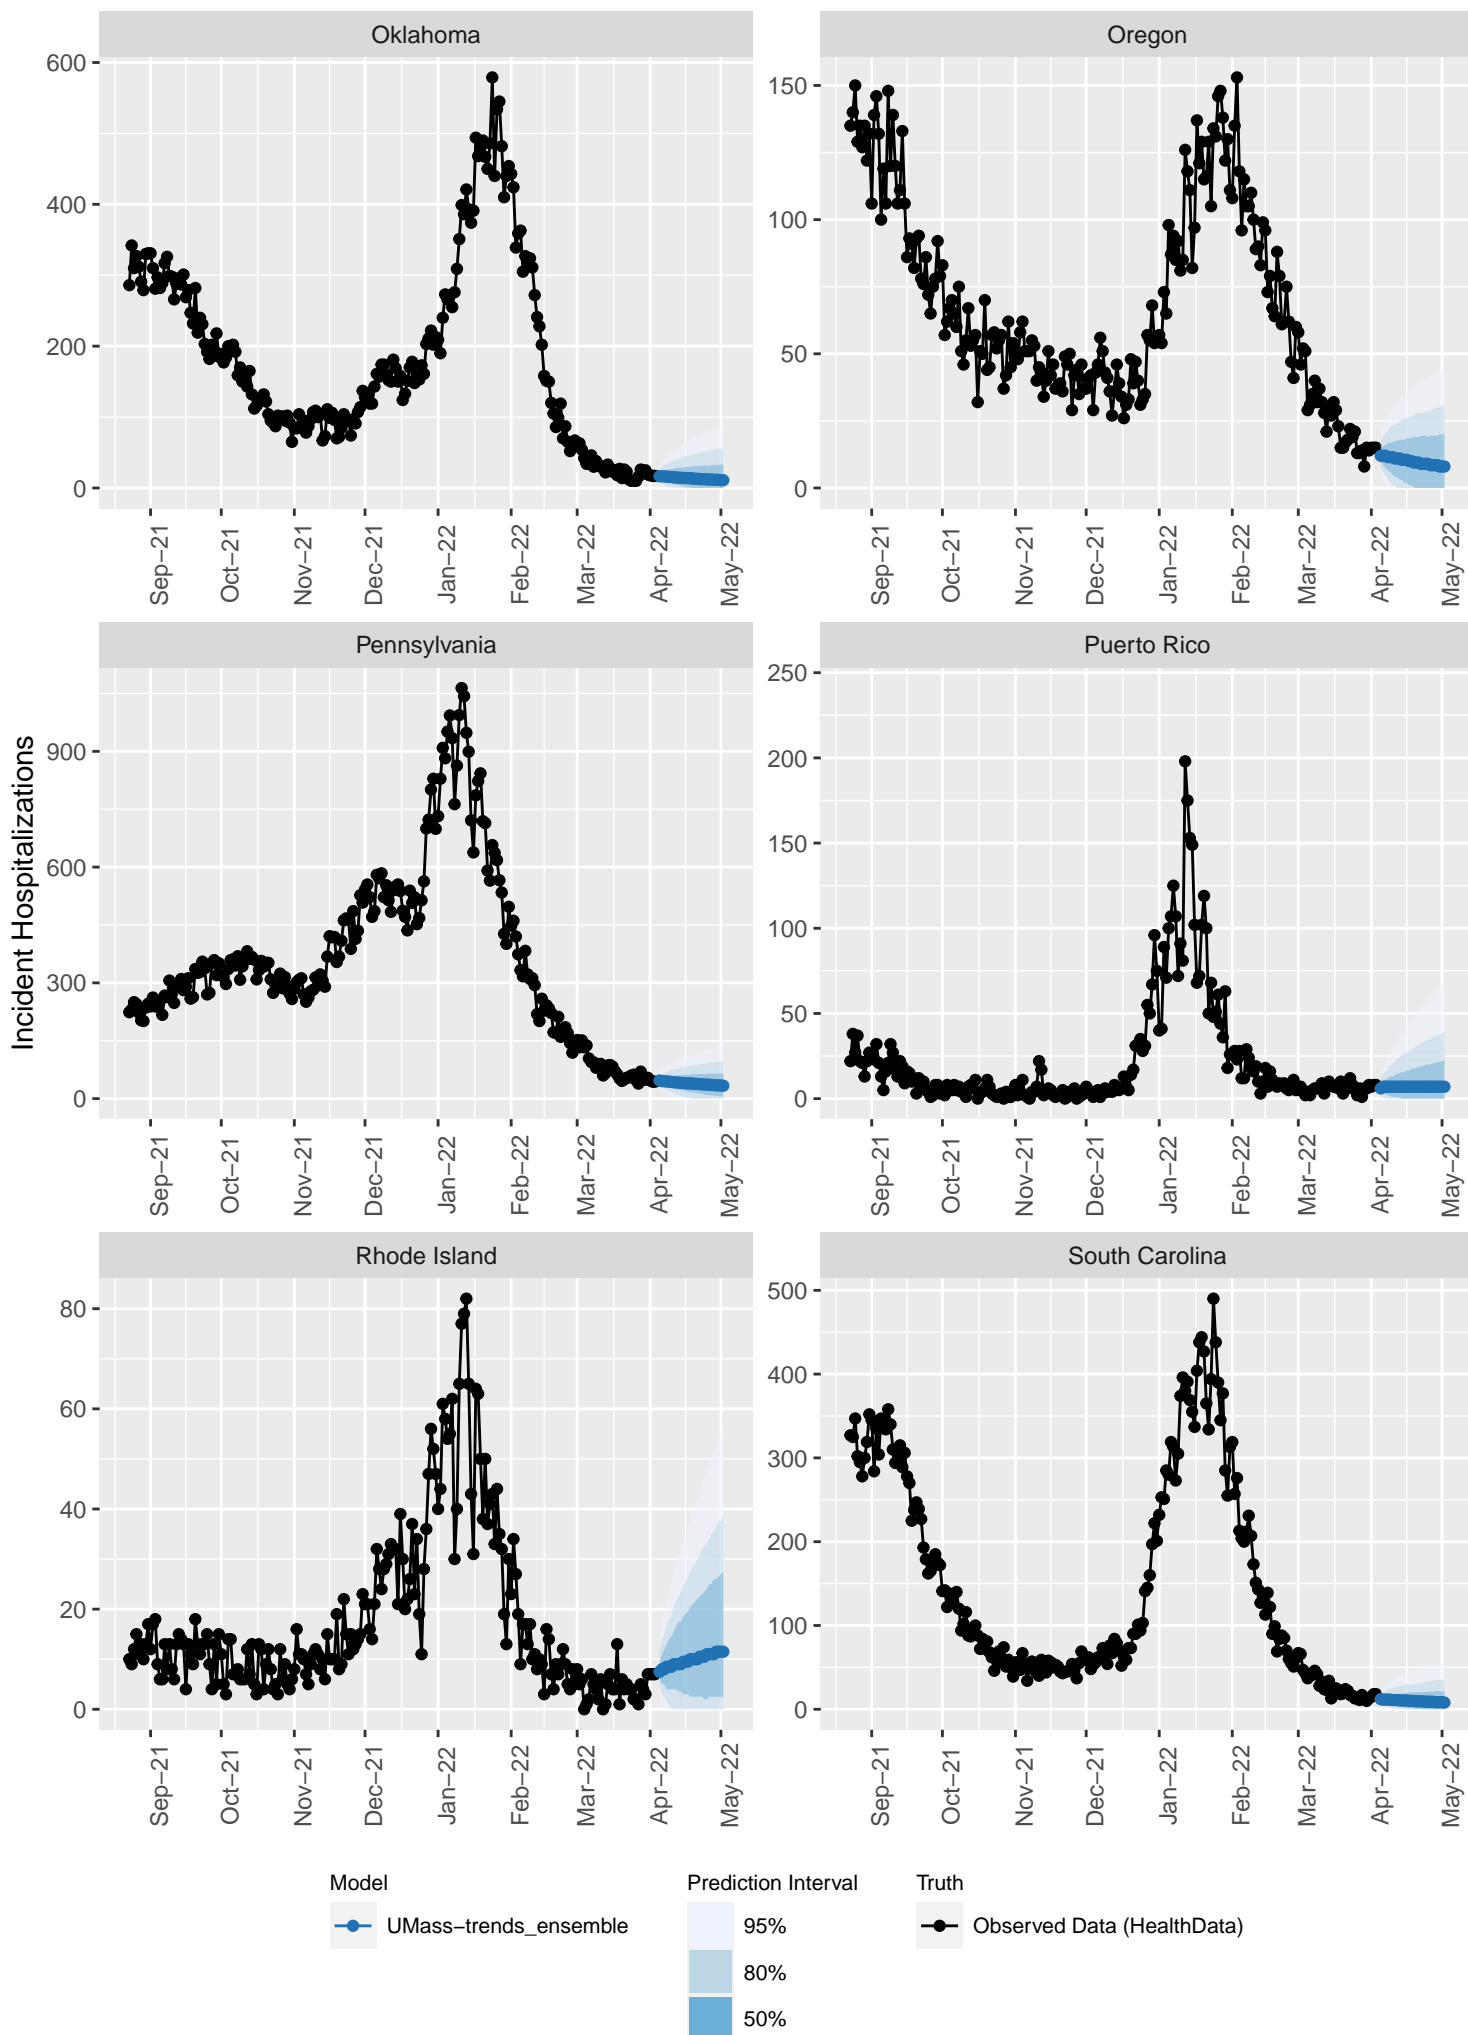 Oklahoma
Oregon
600
400
200
0
150
100
50
0
Sep−21
Oct−21
Nov−21
Dec−21
Jan−22
Feb−22
Mar−22
Apr−22
May−22
Sep−21
Oct−21
Nov−21
Dec−21
Jan−22
Feb−22
Mar−22
Apr−22
May−22
Incident Hospitalizations
Pennsylvania
Puerto Rico
900
600
300
0
250
200
150
100
50
0
Sep−21
Oct−21
Nov−21
Dec−21
Jan−22
Feb−22
Mar−22
Apr−22
May−22
Sep−21
Oct−21
Nov−21
Dec−21
Jan−22
Feb−22
Mar−22
Apr−22
May−22
Rhode Island
South Carolina
80
60
40
20
0
500
400
300
200
100
0
Sep−21
Oct−21
Nov−21
Dec−21
Jan−22
Feb−22
Mar−22
Apr−22
May−22
Sep−21
Oct−21
Nov−21
Dec−21
Jan−22
Feb−22
Mar−22
Apr−22
May−22
Model
UMass−trends_ensemble
Prediction Interval
95%
80%
50%
Truth
Observed Data (HealthData)